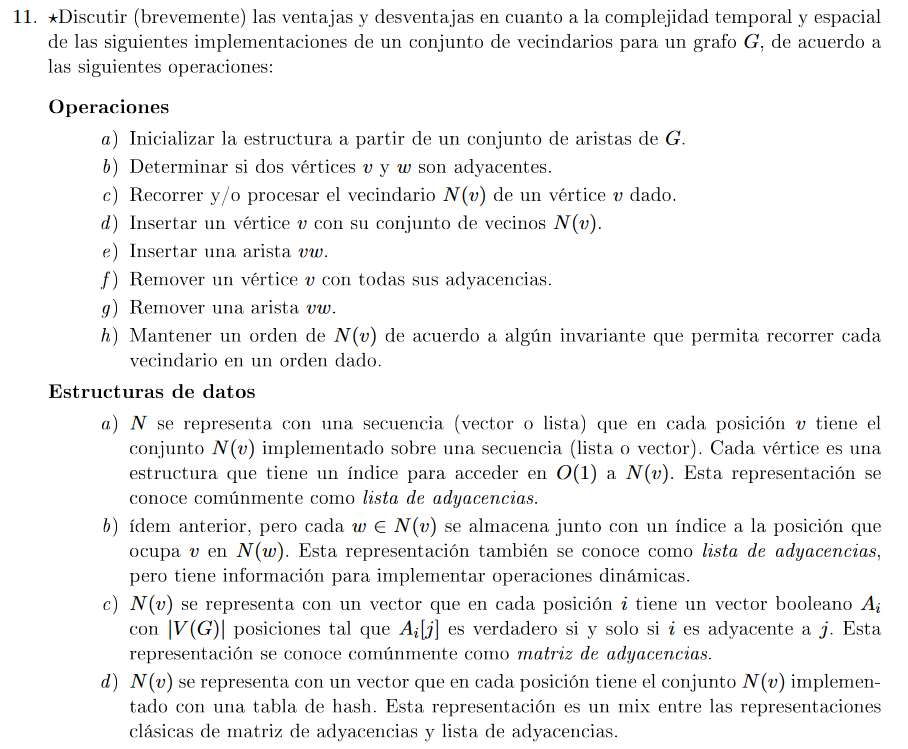 11. ⋆Discutir (brevemente) las ventajas y desventajas en cuanto a la complejidad temporal y espacial
de las siguientes implementaciones de un conjunto de vecindarios para un grafo G, de acuerdo a
las siguientes operaciones:
Operaciones
a) Inicializar la estructura a partir de un conjunto de aristas de G.
b) Determinar si dos vértices v y w son adyacentes.
c) Recorrer y/o procesar el vecindario N(v) de un vértice v dado.
d) Insertar un vértice v con su conjunto de vecinos N(v).
e) Insertar una arista vw.
f) Remover un vértice v con todas sus adyacencias.
g) Remover una arista vw.
h) Mantener un orden de N(v) de acuerdo a algún invariante que permita recorrer cada
vecindario en un orden dado.
Estructuras de datos
a) N se representa con una secuencia (vector o lista) que en cada posición v tiene el
conjunto N(v) implementado sobre una secuencia (lista o vector). Cada vértice es una
estructura que tiene un índice para acceder en O(1) a N(v). Esta representación se
conoce comúnmente como lista de adyacencias.
b) ídem anterior, pero cada w ∈ N(v) se almacena junto con un índice a la posición que
ocupa v en N(w). Esta representación también se conoce como lista de adyacencias,
pero tiene información para implementar operaciones dinámicas.
c) N(v) se representa con un vector que en cada posición i tiene un vector booleano Aᵢ
con |V(G)| posiciones tal que Aᵢ[j] es verdadero si y solo si i es adyacente a j. Esta
representación se conoce comúnmente como matriz de adyacencias.
d) N(v) se representa con un vector que en cada posición tiene el conjunto N(v) implemen-
tado con una tabla de hash. Esta representación es un mix entre las representaciones
clásicas de matriz de adyacencias y lista de adyacencias.